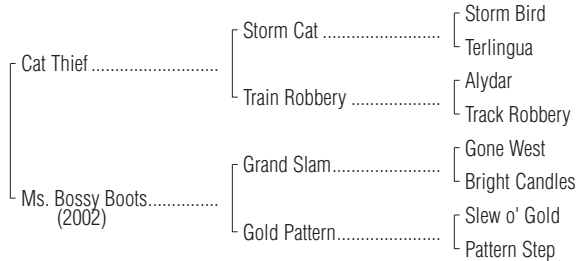 Storm Bird
Storm Cat ........................
Terlingua
Cat Thief ..........................
Alydar
Train Robbery ..................
Track Robbery
Gone West
Grand Slam......................
Bright Candles
Ms. Bossy Boots..............
(2002)
Slew o' Gold
Gold Pattern.....................
Pattern Step